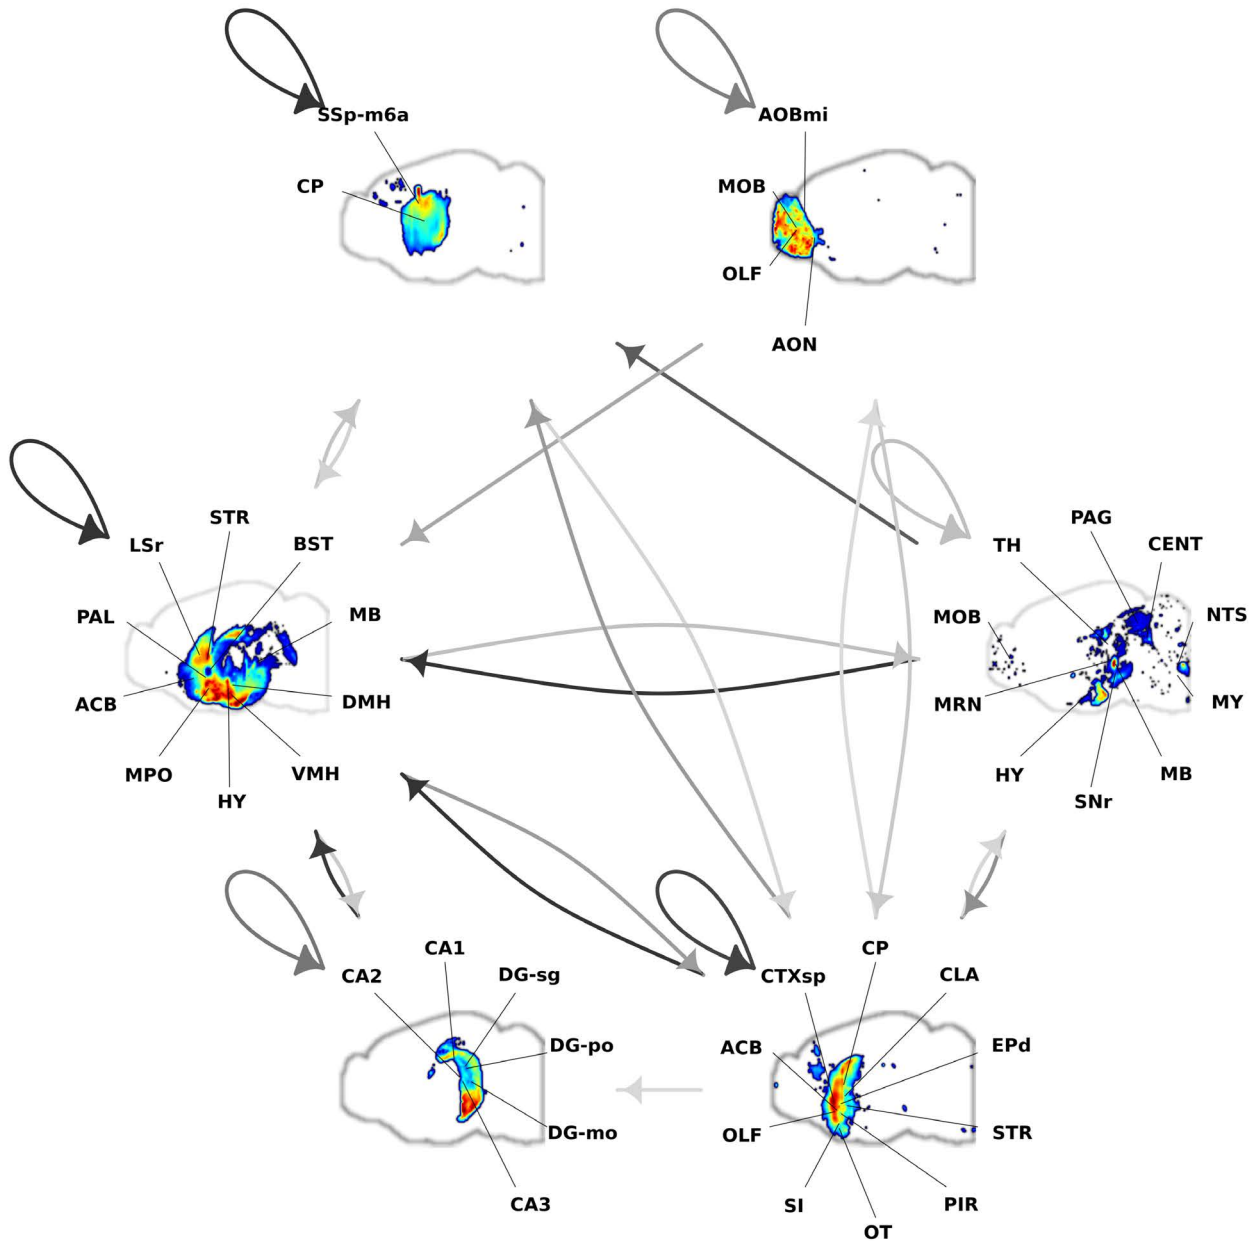 SSp-m6a
CP
AOBmi
MOB
OLF
AON
STR
LSr
BST
PAL
MB
ACB
DMH
MPO
VMH
HY
PAG
TH
CENT
MOB
NTS
MRN
MY
HY
MB
SNr
CA1
CA2
DG-sg
DG-po
DG-mo
CA3
CP
CTXsp
CLA
ACB
EPd
OLF
STR
SI
PIR
OT